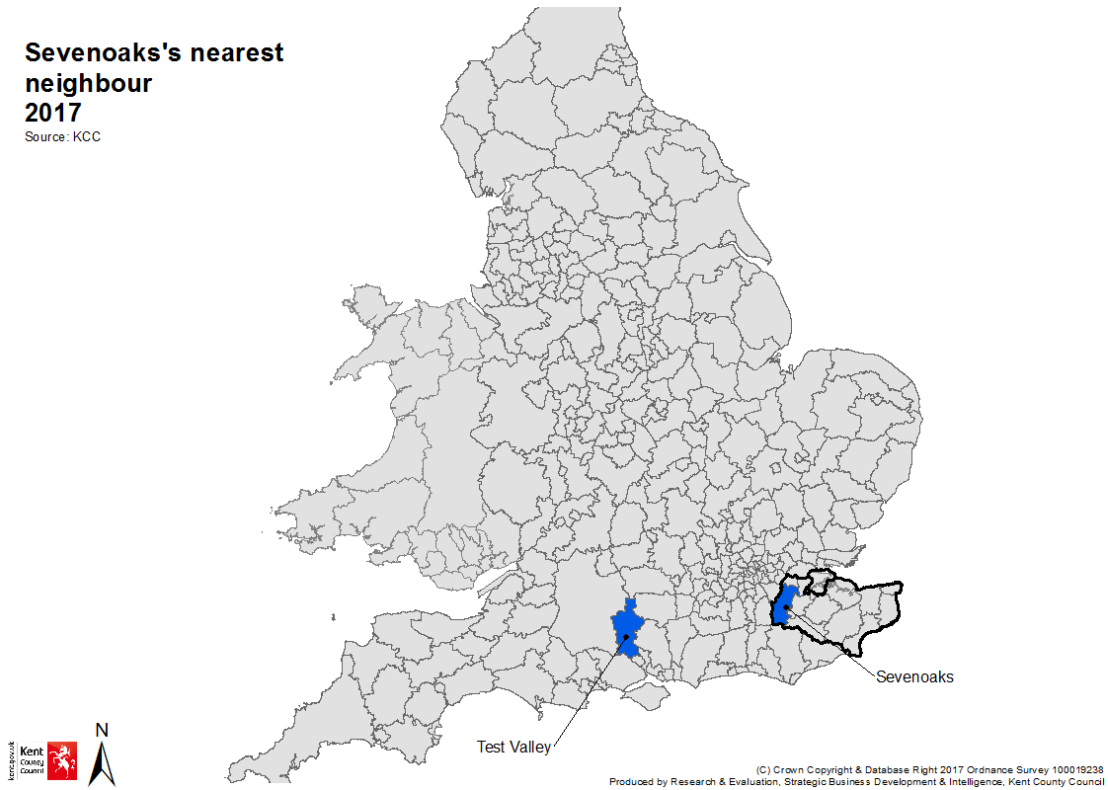 Sevenoaks's nearest
neighbour
2017
Source: KCC
Sevenoaks
Test Valley
N
kent.gov.uk
Kent
County
Council
(C) Crown Copyright & Database Right 2017 Ordnance Survey 100019238
Produced by Research & Evaluation, Strategic Business Development & Intelligence, Kent County Council